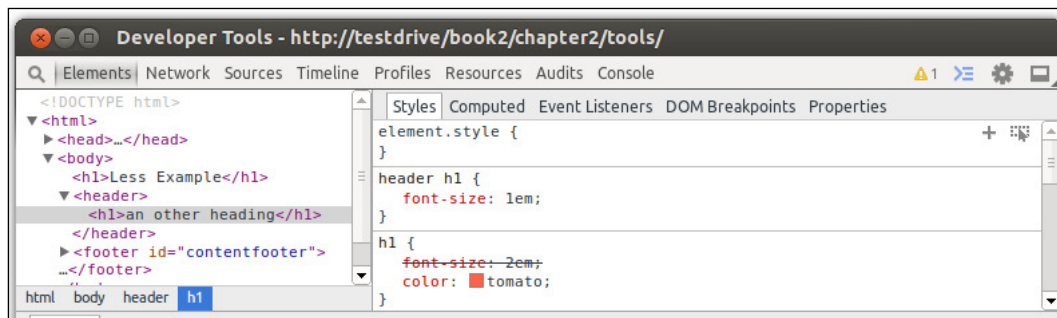 Developer Tools - http://testdrive/book2/chapter2/tools/
Elements Network Sources Timeline Profiles Resources Audits Console 1
<!DOCTYPE html>
▼<html>
▶<head>…</head>
▼<body>
<h1>Less Example</h1>
▼<header>
<h1>an other heading</h1>
</header>
▶<footer id="contentfooter">
…</footer>
html body header h1
Styles Computed Event Listeners DOM Breakpoints Properties
element.style {
}
header h1 {
font-size: 1em;
}
h1 {
font-size: 2em;
color: tomato;
}